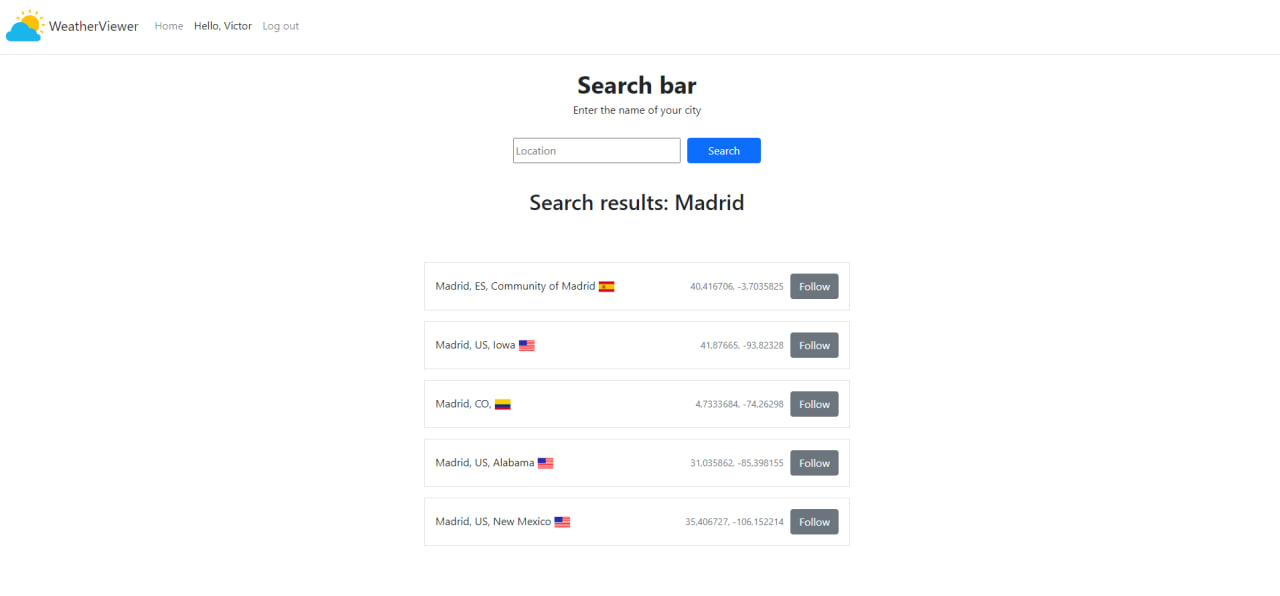 WeatherViewer Home Hello, Victor Log out
Search bar
Enter the name of your city
Location Search
Search results: Madrid
Madrid, ES, Community of Madrid 40,416706, -3,7035825 Follow
Madrid, US, Iowa 41,87665, -93,82328 Follow
Madrid, CO, 4,7333684, -74,26298 Follow
Madrid, US, Alabama 31,035862, -85,398155 Follow
Madrid, US, New Mexico 35,406727, -106,152214 Follow